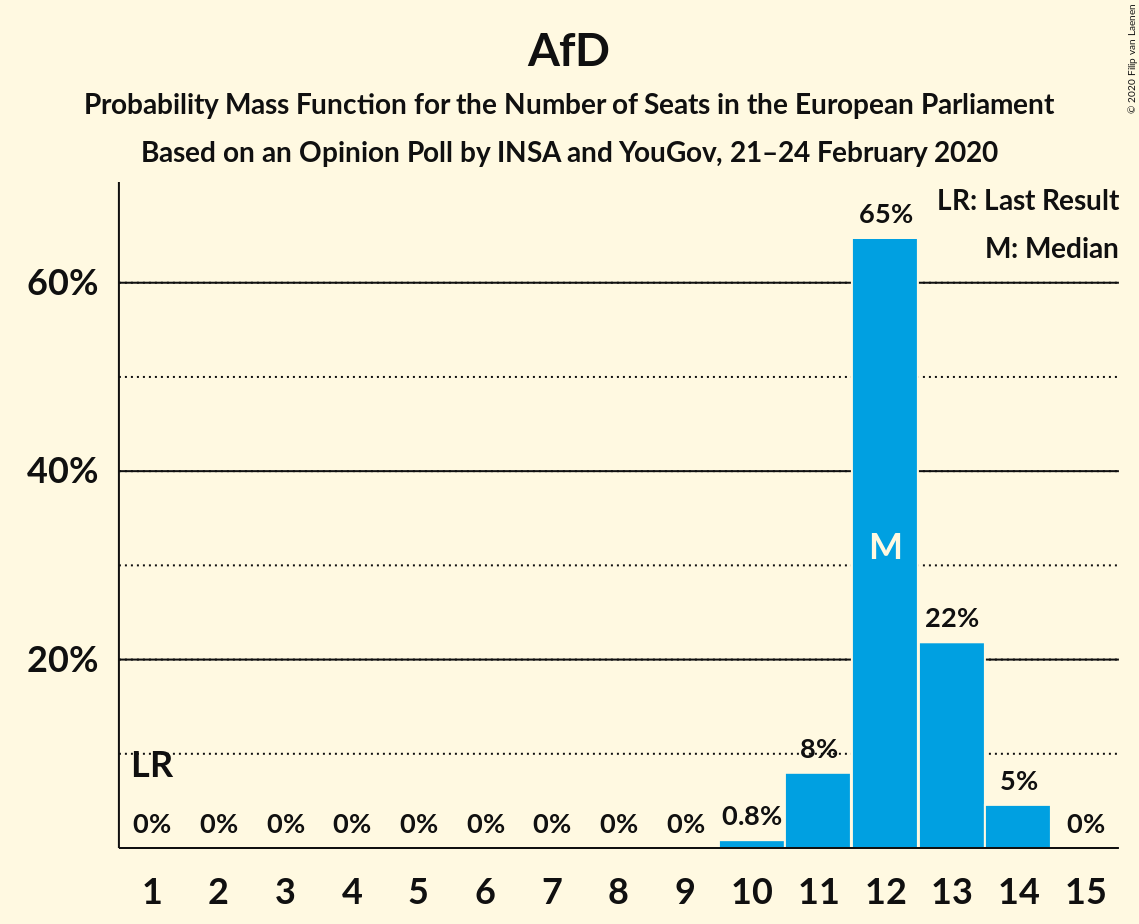 AfD
Probability Mass Function for the Number of Seats in the European Parliament
Based on an Opinion Poll by INSA and YouGov, 21–24 February 2020
© 2020 Filip van Laenen
LR: Last Result
M: Median
65%
60%
40%
M
22%
20%
8%
LR
5%
0% 0% 0% 0% 0% 0% 0% 0% 0% 0.8% 0%
1 2 3 4 5 6 7 8 9 10 11 12 13 14 15